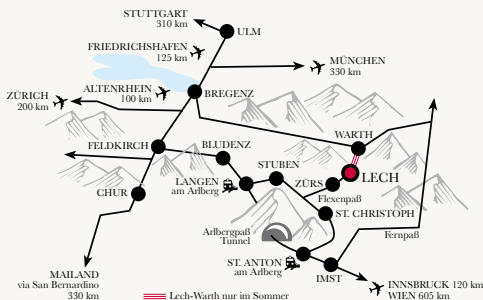 STUTTGART
310 km
ULM
FRIEDRICHSHAFEN
125 km
MÜNCHEN
330 km
ALTENRHEIN
100 km
ZÜRICH
200 km
BREGENZ
WARTH
FELDKIRCH
BLUDENZ
STUBEN
LECH
LANGEN
am Arlberg
ZÜRS
CHUR
Flexenpaß
ST. CHRISTOPH
Arlbergpaß
Tunnel
Fernpaß
ST. ANTON
am Arlberg
IMST
MAILAND
via San Bernardino
330 km
INNSBRUCK 120 km
WIEN 605 km
Lech-Warth nur im Sommer